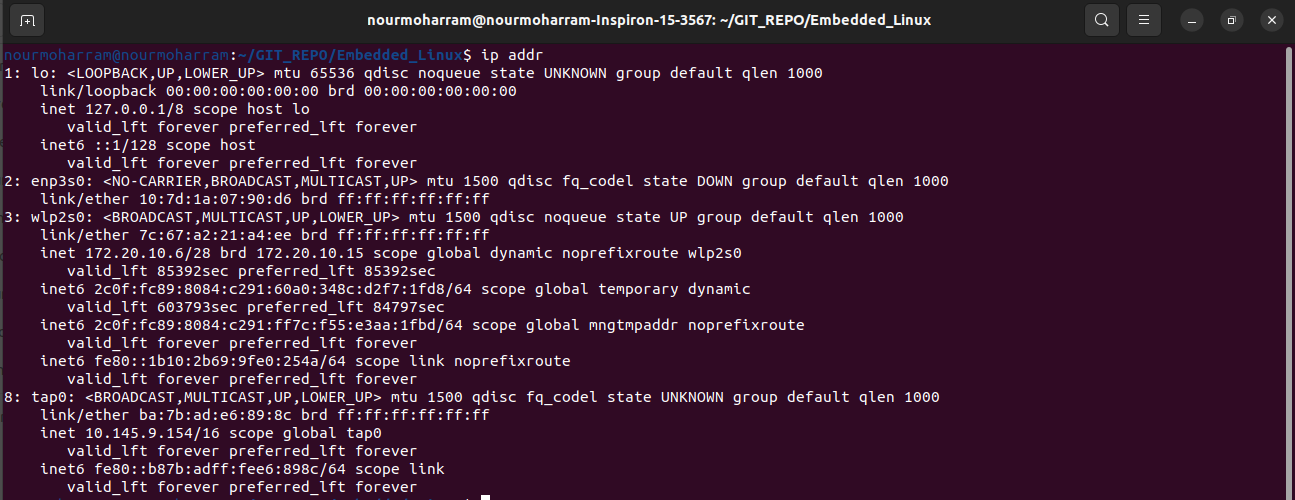 nourmoharram@nourmoharram-Inspiron-15-3567: ~/GIT_REPO/Embedded_Linux
nourmoharram@nourmoharram:~/GIT_REPO/Embedded_Linux$ ip addr
1: lo: <LOOPBACK,UP,LOWER_UP> mtu 65536 qdisc noqueue state UNKNOWN group default qlen 1000
    link/loopback 00:00:00:00:00:00 brd 00:00:00:00:00:00
    inet 127.0.0.1/8 scope host lo
       valid_lft forever preferred_lft forever
    inet6 ::1/128 scope host
       valid_lft forever preferred_lft forever
2: enp3s0: <NO-CARRIER,BROADCAST,MULTICAST,UP> mtu 1500 qdisc fq_codel state DOWN group default qlen 1000
    link/ether 10:7d:1a:07:90:d6 brd ff:ff:ff:ff:ff:ff
3: wlp2s0: <BROADCAST,MULTICAST,UP,LOWER_UP> mtu 1500 qdisc noqueue state UP group default qlen 1000
    link/ether 7c:67:a2:21:a4:ee brd ff:ff:ff:ff:ff:ff
    inet 172.20.10.6/28 brd 172.20.10.15 scope global dynamic noprefixroute wlp2s0
       valid_lft 85392sec preferred_lft 85392sec
    inet6 2c0f:fc89:8084:c291:60a0:348c:d2f7:1fd8/64 scope global temporary dynamic
       valid_lft 603793sec preferred_lft 84797sec
    inet6 2c0f:fc89:8084:c291:ff7c:f55:e3aa:1fbd/64 scope global mngtmpaddr noprefixroute
       valid_lft forever preferred_lft forever
    inet6 fe80::1b10:2b69:9fe0:254a/64 scope link noprefixroute
       valid_lft forever preferred_lft forever
8: tap0: <BROADCAST,MULTICAST,UP,LOWER_UP> mtu 1500 qdisc fq_codel state UNKNOWN group default qlen 1000
    link/ether ba:7b:ad:e6:89:8c brd ff:ff:ff:ff:ff:ff
    inet 10.145.9.154/16 scope global tap0
       valid_lft forever preferred_lft forever
    inet6 fe80::b87b:adff:fee6:898c/64 scope link
       valid_lft forever preferred_lft forever